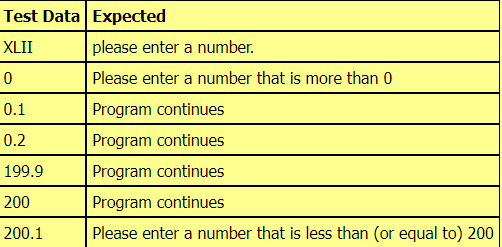 Test Data Expected
XLII please enter a number.
0 Please enter a number that is more than 0
0.1 Program continues
0.2 Program continues
199.9 Program continues
200 Program continues
200.1 Please enter a number that is less than (or equal to) 200